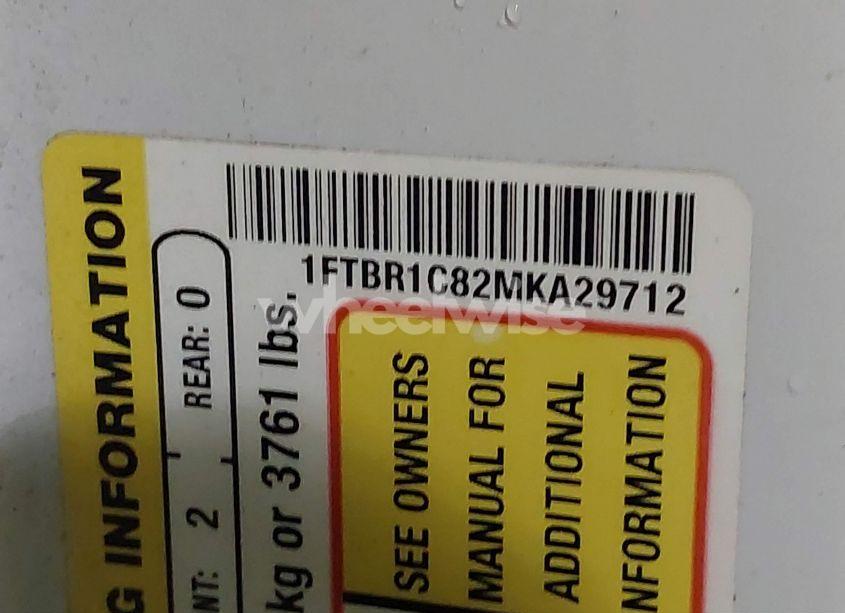 1FTBR1C82MKA29712
wheelwise
G INFORMATION
NT: 2 REAR: 0
kg or 3761 lbs.
SEE OWNERS
MANUAL FOR
ADDITIONAL
NFORMATION